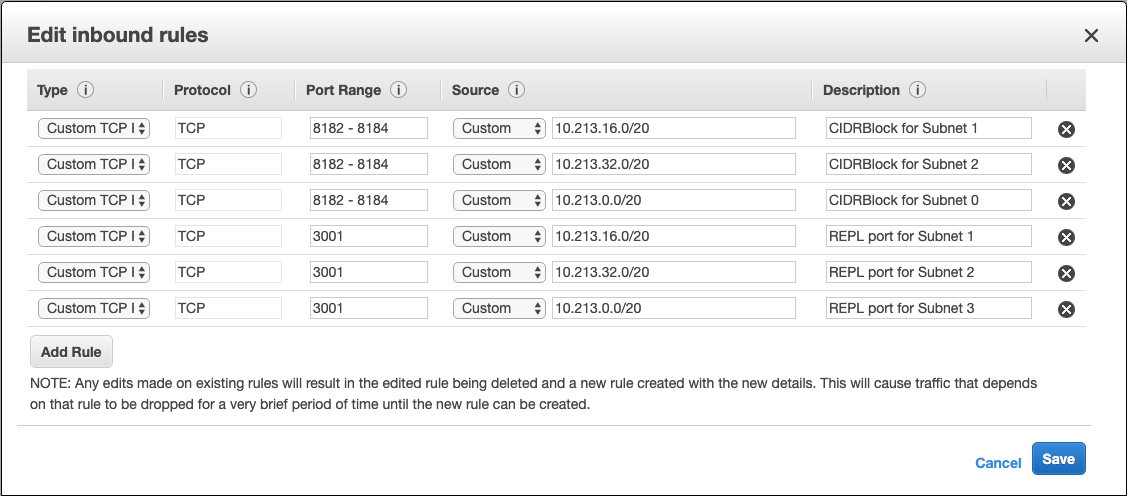 Edit inbound rules
Type Protocol Port Range Source Description
Custom TCP TCP 8182 - 8184 Custom 10.213.16.0/20 CIDRBlock for Subnet 1
Custom TCP TCP 8182 - 8184 Custom 10.213.32.0/20 CIDRBlock for Subnet 2
Custom TCP TCP 8182 - 8184 Custom 10.213.0.0/20 CIDRBlock for Subnet 0
Custom TCP TCP 3001 Custom 10.213.16.0/20 REPL port for Subnet 1
Custom TCP TCP 3001 Custom 10.213.32.0/20 REPL port for Subnet 2
Custom TCP TCP 3001 Custom 10.213.0.0/20 REPL port for Subnet 3
Add Rule
NOTE: Any edits made on existing rules will result in the edited rule being deleted and a new rule created with the new details. This will cause traffic that depends
on that rule to be dropped for a very brief period of time until the new rule can be created.
Cancel Save